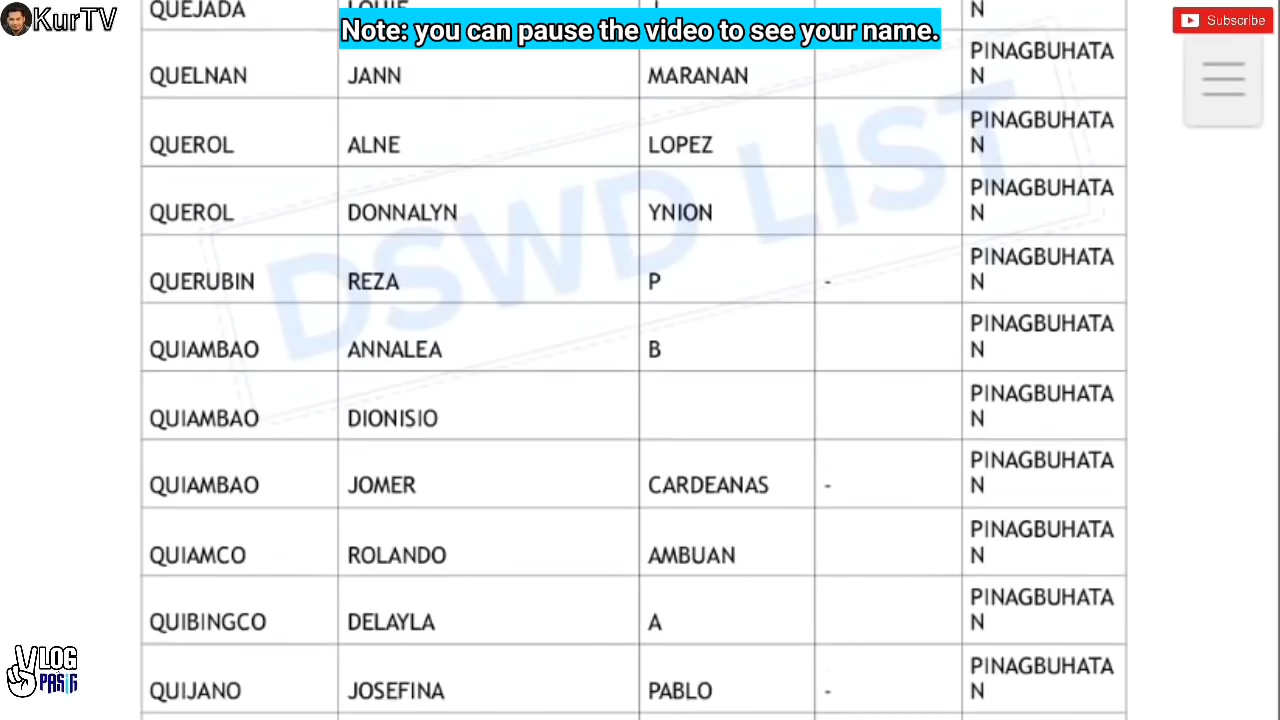 KurTV
Note: you can pause the video to see your name.
Subscribe
QUEJADA LOUIE N
QUELNAN JANN MARANAN PINAGBUHATA
N
QUEROL ALNE LOPEZ PINAGBUHATA
N
QUEROL DONNALYN YNION PINAGBUHATA
N
QUERUBIN REZA P - PINAGBUHATA
N
QUIAMBAO ANNALEA B PINAGBUHATA
N
QUIAMBAO DIONISIO PINAGBUHATA
N
QUIAMBAO JOMER CARDEANAS - PINAGBUHATA
N
QUIAMCO ROLANDO AMBUAN PINAGBUHATA
N
QUIBINGCO DELAYLA A PINAGBUHATA
N
QUIJANO JOSEFINA PABLO - PINAGBUHATA
N
DSWD LIST
VLOG
PASIG